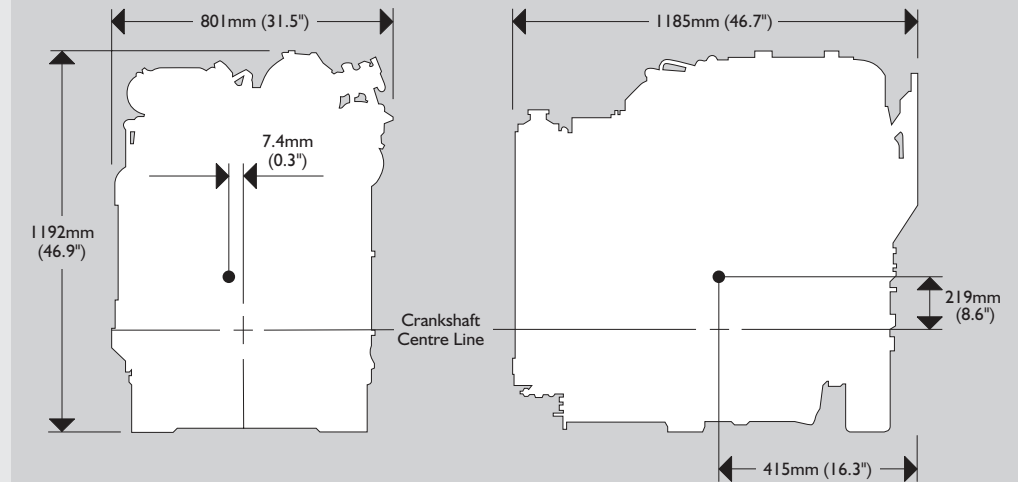 801mm (31.5")
1185mm (46.7")
7.4mm
(0.3")
1192mm
(46.9")
219mm
(8.6")
Crankshaft
Centre Line
415mm (16.3")